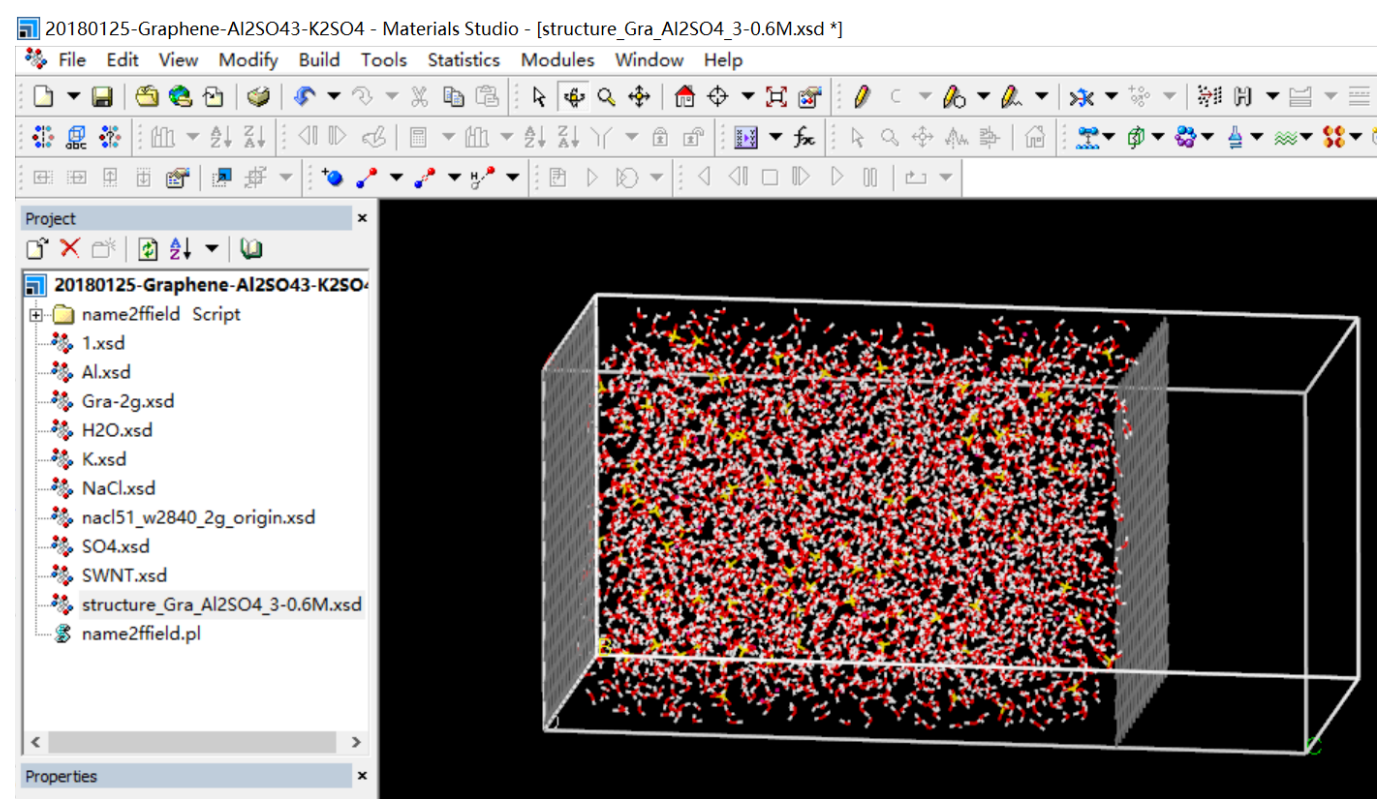 20180125-Graphene-Al2SO43-K2SO4 - Materials Studio - [structure_Gra_Al2SO4_3-0.6M.xsd *]
File Edit View Modify Build Tools Statistics Modules Window Help
Project
20180125-Graphene-Al2SO43-K2SO4
name2ffield Script
1.xsd
Al.xsd
Gra-2g.xsd
H2O.xsd
K.xsd
NaCl.xsd
nacl51_w2840_2g_origin.xsd
SO4.xsd
SWNT.xsd
structure_Gra_Al2SO4_3-0.6M.xsd
name2ffield.pl
Properties
B
C